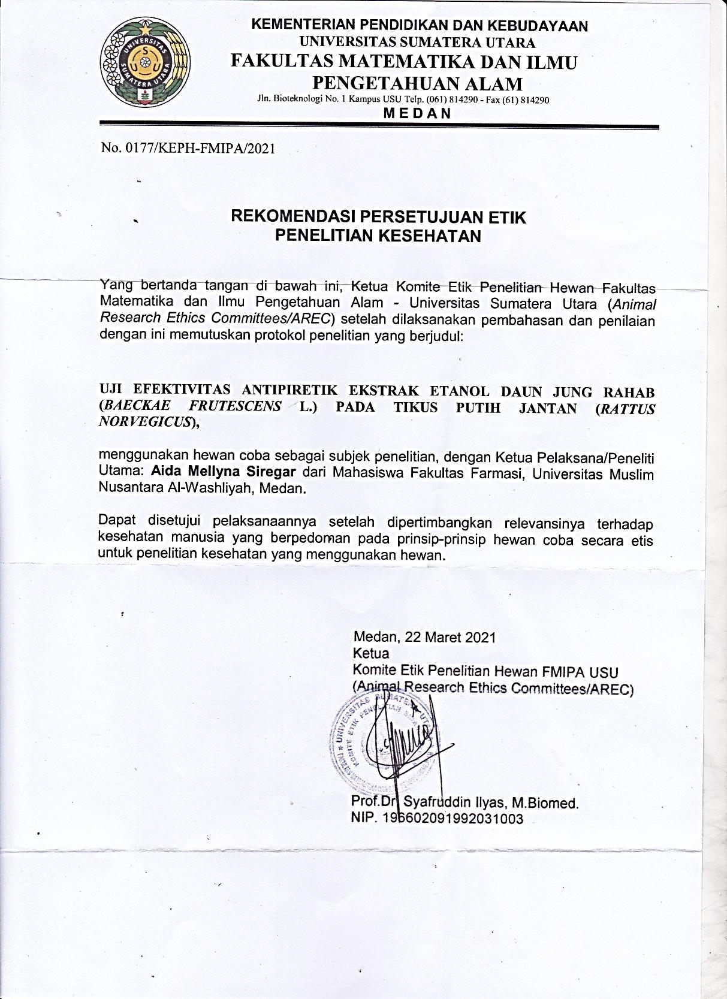 KEMENTERIAN PENDIDIKAN DAN KEBUDAYAAN
UNIVERSITAS SUMATERA UTARA
FAKULTAS MATEMATIKA DAN ILMU
PENGETAHUAN ALAM
Jln. Bioteknologi No. 1 Kampus USU Telp. (061) 814290 - Fax (61) 814290
M E D A N
UNIVERSITAS
S U U
SUMATERA UTARA
No. 0177/KEPH-FMIPA/2021
REKOMENDASI PERSETUJUAN ETIK
PENELITIAN KESEHATAN
Yang bertanda tangan di bawah ini, Ketua Komite Etik Penelitian Hewan Fakultas
Matematika dan Ilmu Pengetahuan Alam - Universitas Sumatera Utara (Animal
Research Ethics Committees/AREC) setelah dilaksanakan pembahasan dan penilaian
dengan ini memutuskan protokol penelitian yang berjudul:
UJI EFEKTIVITAS ANTIPIRETIK EKSTRAK ETANOL DAUN JUNG RAHAB
(BAECKAE FRUTESCENS L.) PADA TIKUS PUTIH JANTAN (RATTUS
NORVEGICUS),
menggunakan hewan coba sebagai subjek penelitian, dengan Ketua Pelaksana/Peneliti
Utama: Aida Mellyna Siregar dari Mahasiswa Fakultas Farmasi, Universitas Muslim
Nusantara Al-Washliyah, Medan.
Dapat disetujui pelaksanaannya setelah dipertimbangkan relevansinya terhadap
kesehatan manusia yang berpedoman pada prinsip-prinsip hewan coba secara etis
untuk penelitian kesehatan yang menggunakan hewan.
Medan, 22 Maret 2021
Ketua
Komite Etik Penelitian Hewan FMIPA USU
(Animal Research Ethics Committees/AREC)
UNIVERSITAS SUMATERA UTARA
KOMITE ETIK PENELITIAN
Prof.Dr. Syafruddin Ilyas, M.Biomed.
NIP. 196602091992031003